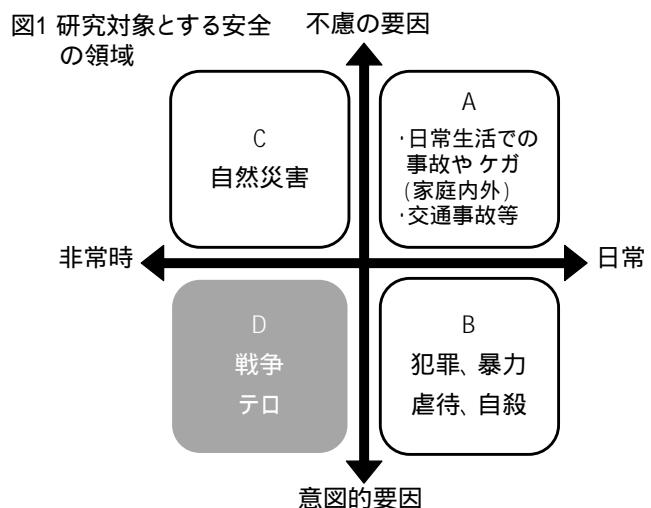 図1 研究対象とする安全
の領域
不慮の要因
C
自然災害
A
・日常生活での
事故やケガ
(家庭内外)
・交通事故等
非常時
日常
D
戦争
テロ
B
犯罪、暴力
虐待、自殺
意図的要因